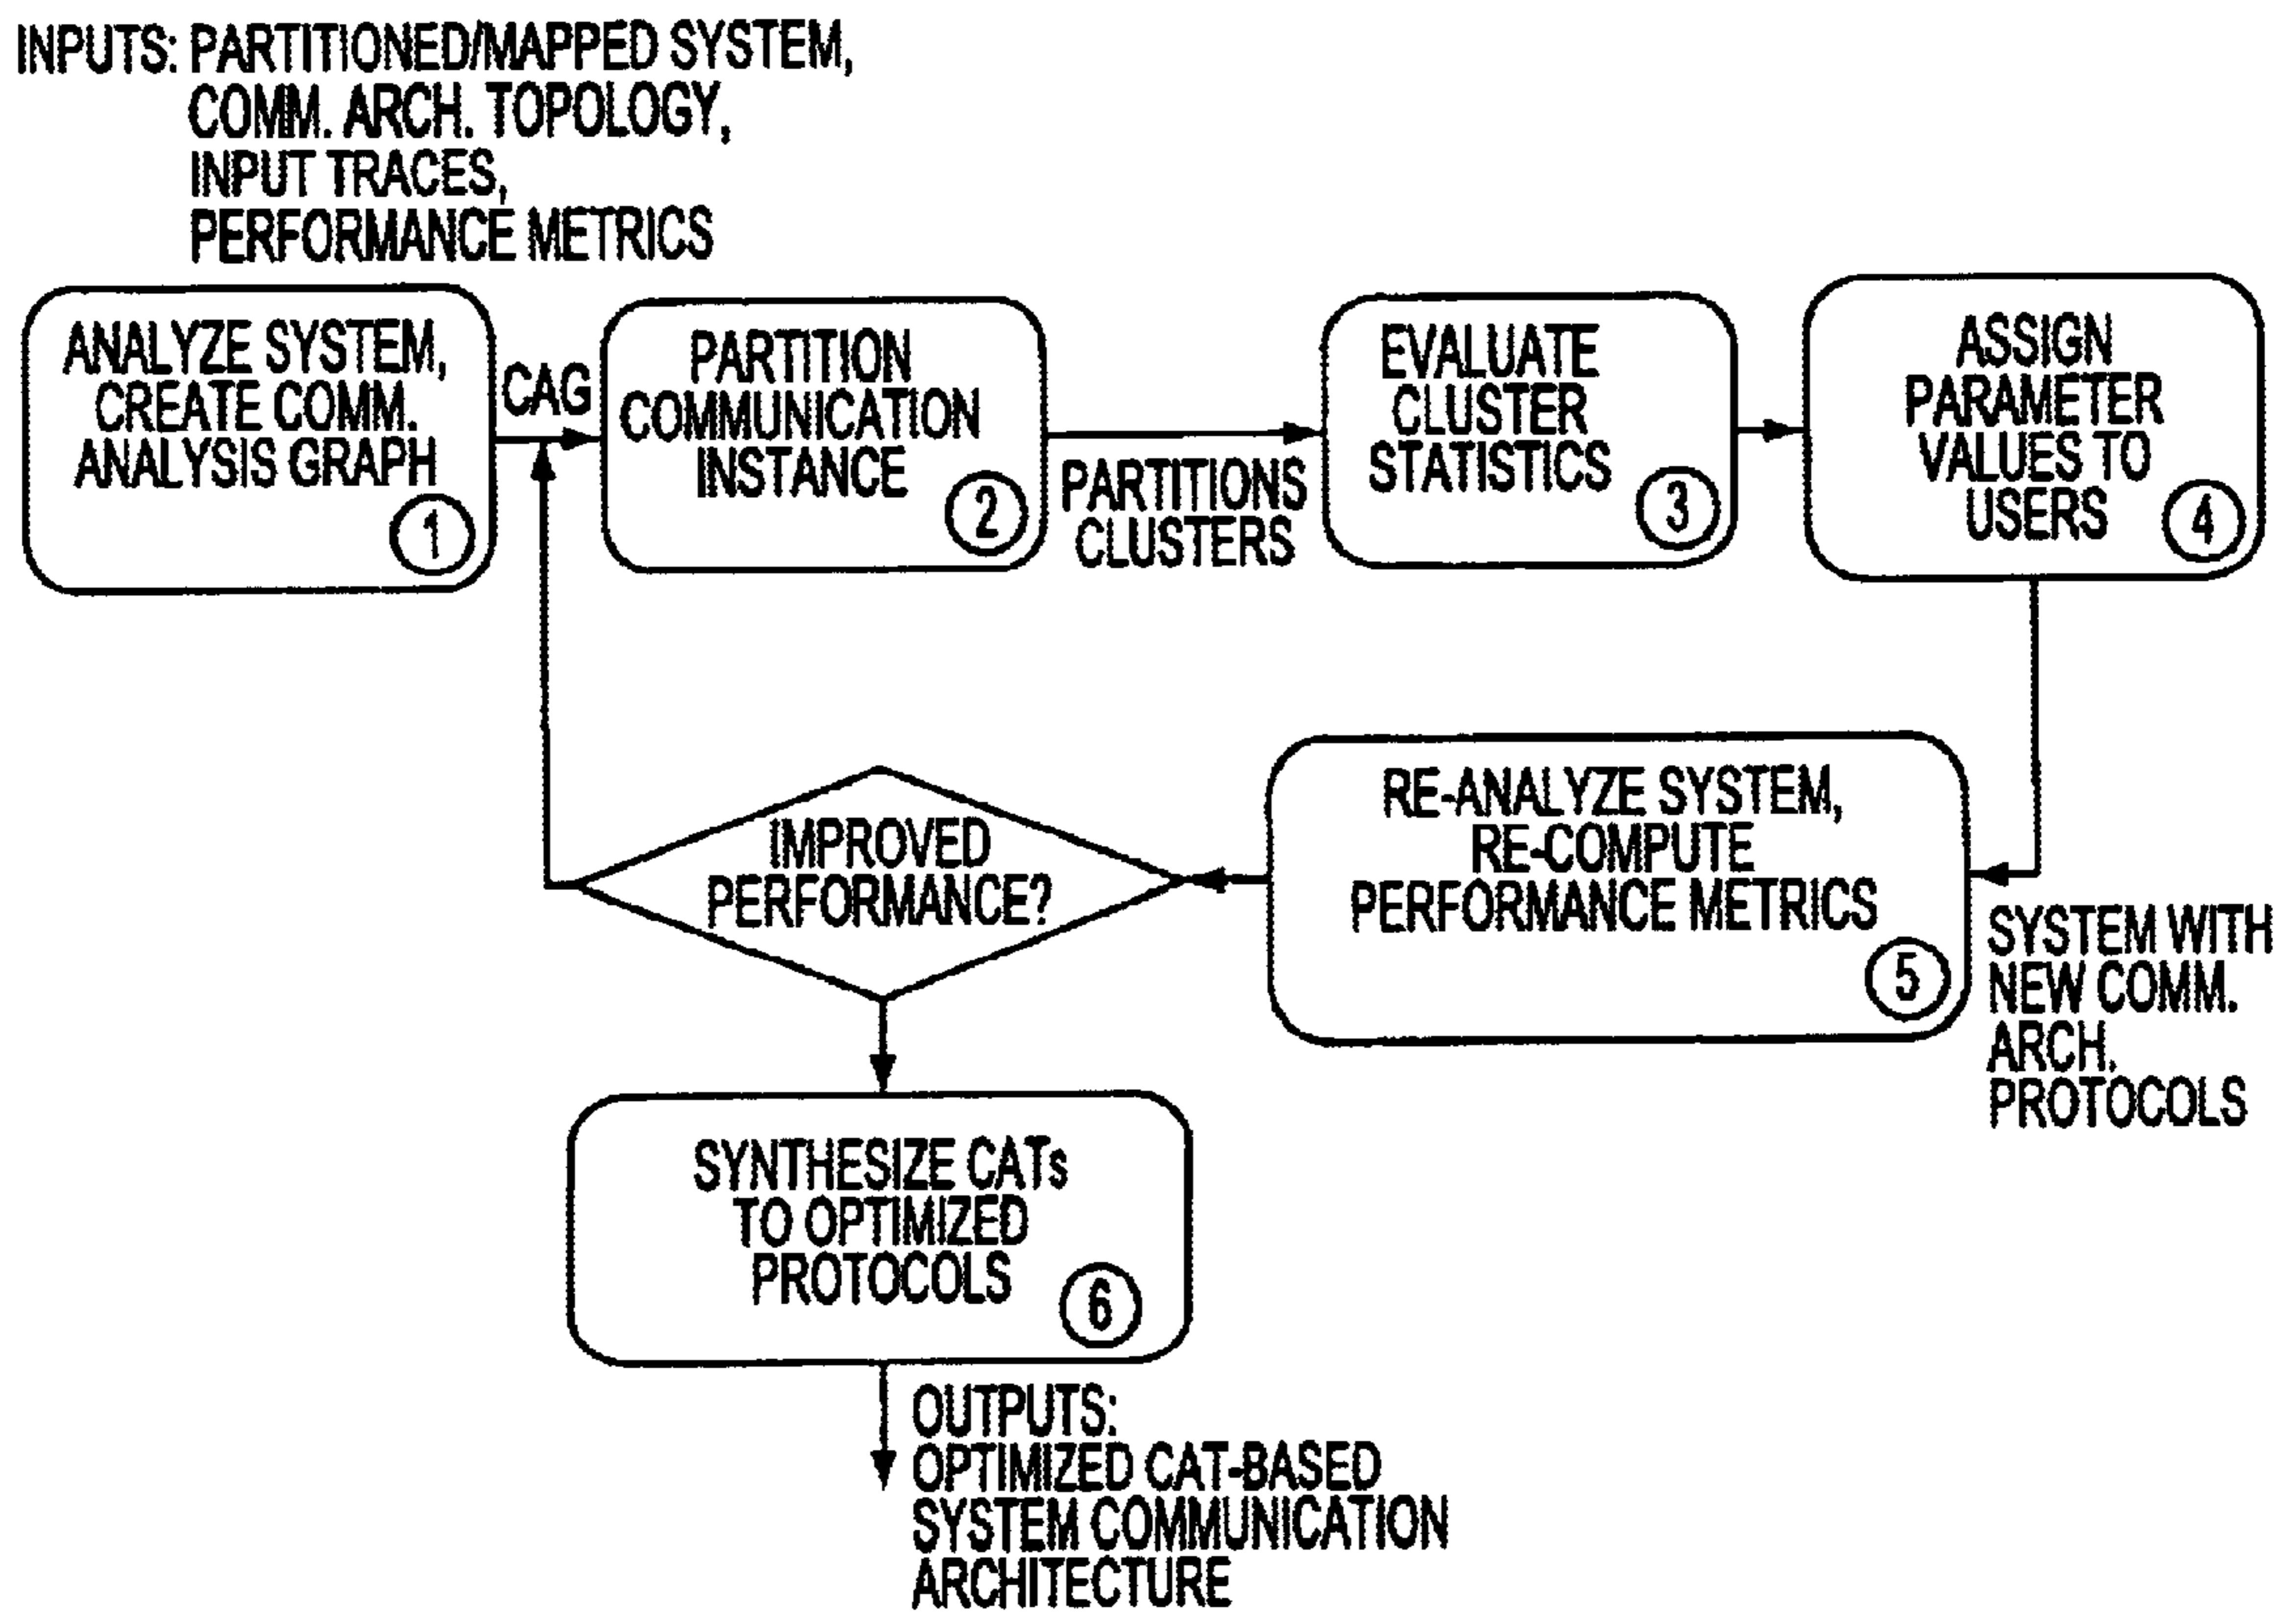 INPUTS: PARTITIONED/MAPPED SYSTEM,
COMM. ARCH. TOPOLOGY,
INPUT TRACES,
PERFORMANCE METRICS
ANALYZE SYSTEM,
CREATE COMM.
ANALYSIS GRAPH
1
CAG
PARTITION
COMMUNICATION
INSTANCE
2
PARTITIONS
CLUSTERS
EVALUATE
CLUSTER
STATISTICS
3
ASSIGN
PARAMETER
VALUES TO
USERS
4
SYSTEM WITH
NEW COMM.
ARCH.
PROTOCOLS
RE-ANALYZE SYSTEM,
RE-COMPUTE
PERFORMANCE METRICS
5
IMPROVED
PERFORMANCE?
SYNTHESIZE CATs
TO OPTIMIZED
PROTOCOLS
6
OUTPUTS:
OPTIMIZED CAT-BASED
SYSTEM COMMUNICATION
ARCHITECTURE